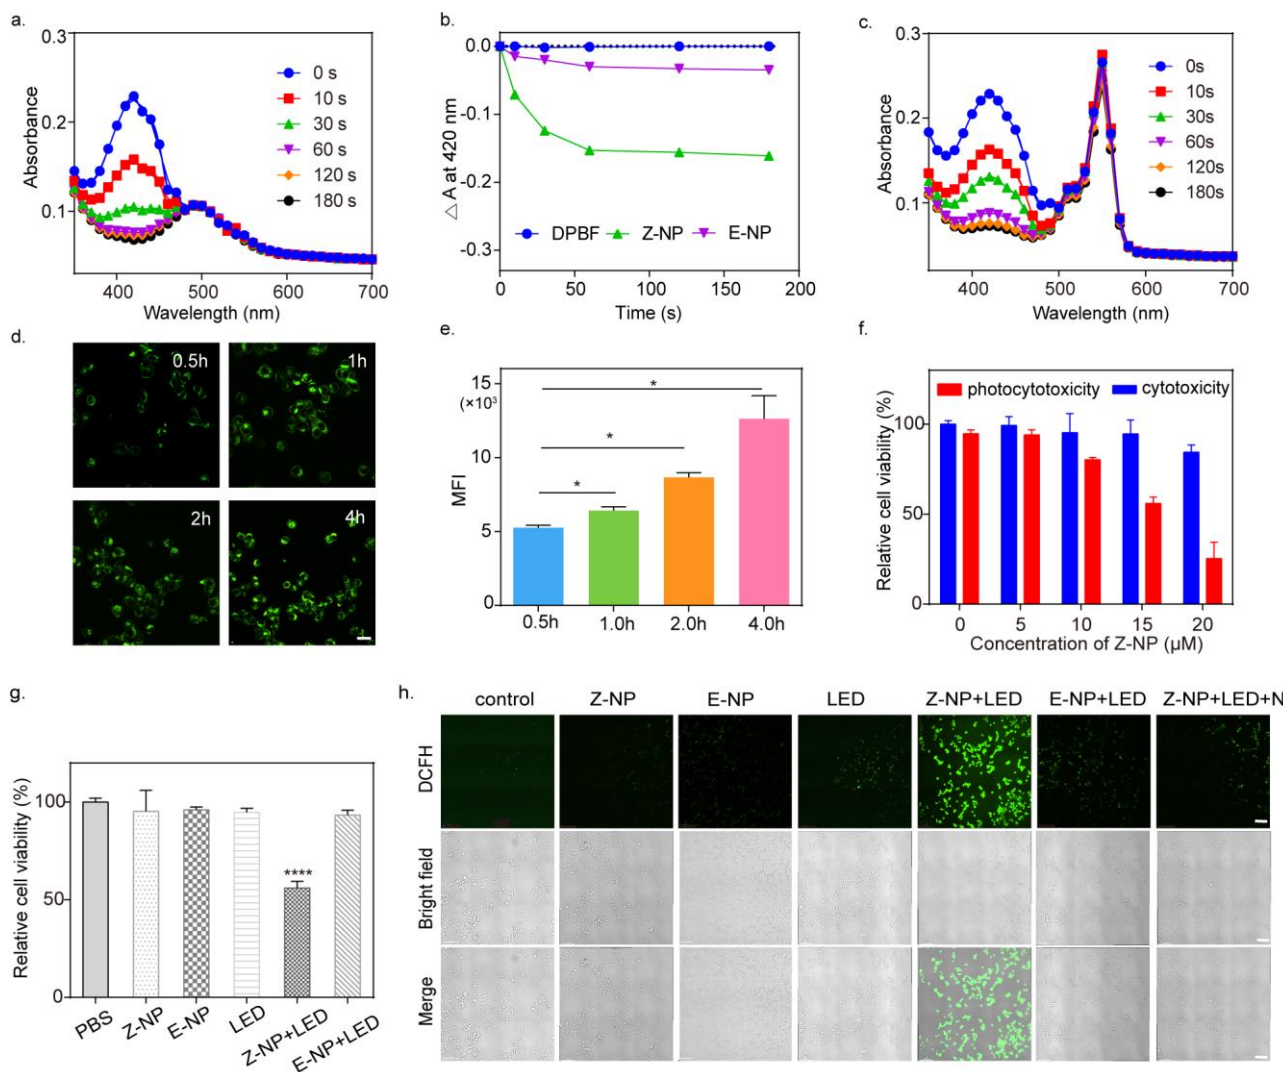 a.
0.3
0.2
0.1
Absorbance
400
500
600
700
Wavelength (nm)
0 s
10 s
30 s
60 s
120 s
180 s
b.
0.0
-0.1
-0.2
-0.3
△ A at 420 nm
DPBF
Z-NP
E-NP
0
50
100
150
200
Time (s)
c.
0.3
0.2
0.1
Absorbance
400
500
600
700
Wavelength (nm)
0s
10s
30s
60s
120s
180s
d.
0.5h
1h
2h
4h
e.
15
(×10³
10
5
0
MFI
*
*
*
0.5h
1.0h
2.0h
4.0h
f.
photocytotoxicity
cytotoxicity
100
50
0
Relative cell viability (%)
0
5
10
15
20
Concentration of Z-NP (µM)
g.
100
50
0
Relative cell viability (%)
****
PBS
Z-NP
E-NP
LED
Z-NP+LED
E-NP+LED
h.
control
Z-NP
E-NP
LED
Z-NP+LED
E-NP+LED
Z-NP+LED+N
DCFH
Bright field
Merge